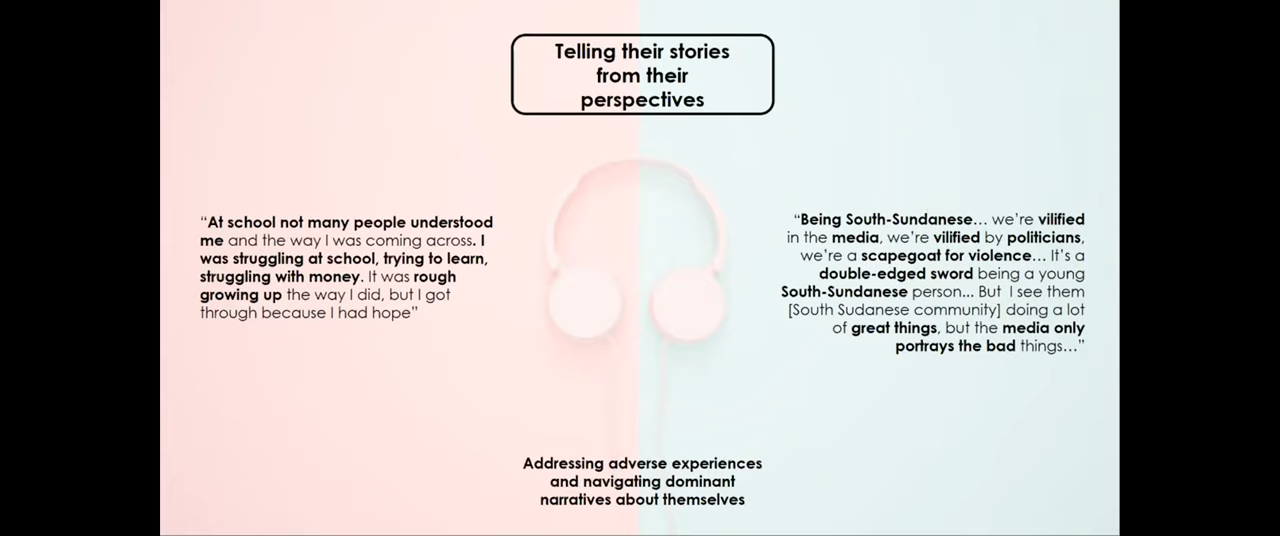 Telling their stories
from their
perspectives
“At school not many people understood
me and the way I was coming across. I
was struggling at school, trying to learn,
struggling with money. It was rough
growing up the way I did, but I got
through because I had hope”
“Being South-Sundanese… we’re vilified
in the media, we’re vilified by politicians,
we’re a scapegoat for violence… It’s a
double-edged sword being a young
South-Sundanese person... But I see them
[South Sudanese community] doing a lot
of great things, but the media only
portrays the bad things…”
Addressing adverse experiences
and navigating dominant
narratives about themselves